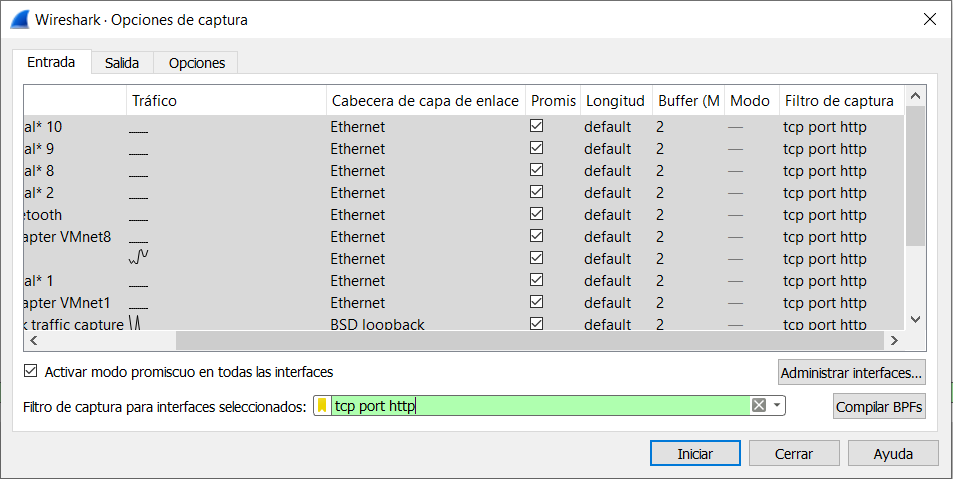 Wireshark · Opciones de captura
Entrada Salida Opciones
Tráfico Cabecera de capa de enlace Promis Longitud Buffer (M Modo Filtro de captura
al* 10 Ethernet default 2 — tcp port http
al* 9 Ethernet default 2 — tcp port http
al* 8 Ethernet default 2 — tcp port http
al* 2 Ethernet default 2 — tcp port http
etooth Ethernet default 2 — tcp port http
apter VMnet8 Ethernet default 2 — tcp port http
Ethernet default 2 — tcp port http
al* 1 Ethernet default 2 — tcp port http
apter VMnet1 Ethernet default 2 — tcp port http
k traffic capture BSD loopback default 2 — tcp port http
Activar modo promiscuo en todas las interfaces Administrar interfaces...
Filtro de captura para interfaces seleccionados: tcp port http Compilar BPFs
Iniciar Cerrar Ayuda